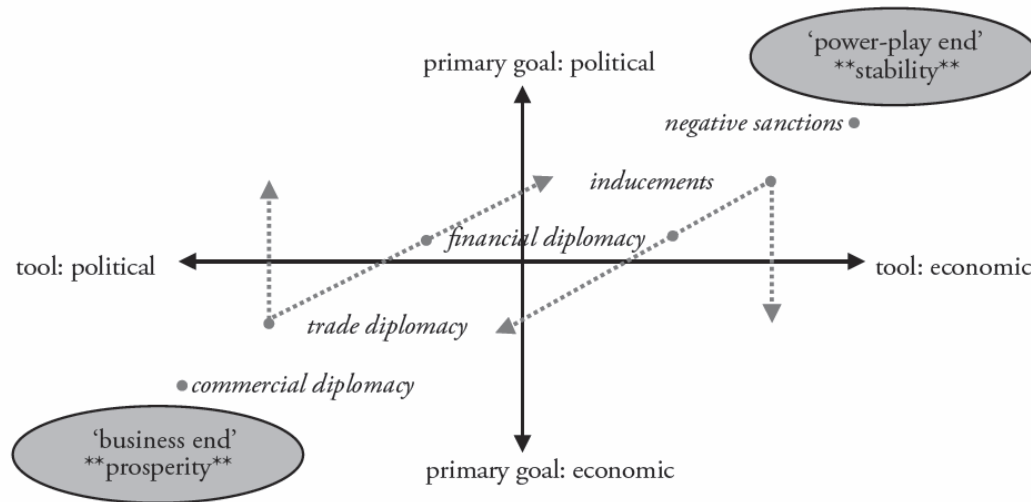 ‘power-play end’
**stability**
primary goal: political
negative sanctions
inducements
financial diplomacy
tool: political
tool: economic
trade diplomacy
commercial diplomacy
‘business end’
**prosperity**
primary goal: economic